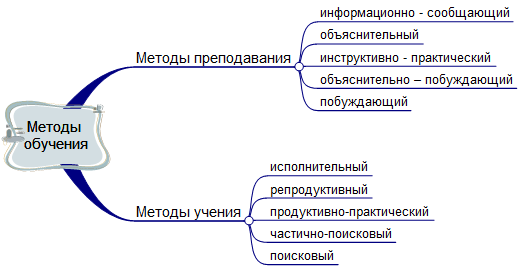 Методы
обучения
Методы преподавания
информационно - сообщающий
объяснительный
инструктивно - практический
объяснительно – побуждающий
побуждающий
Методы учения
исполнительный
репродуктивный
продуктивно-практический
частично-поисковый
поисковый